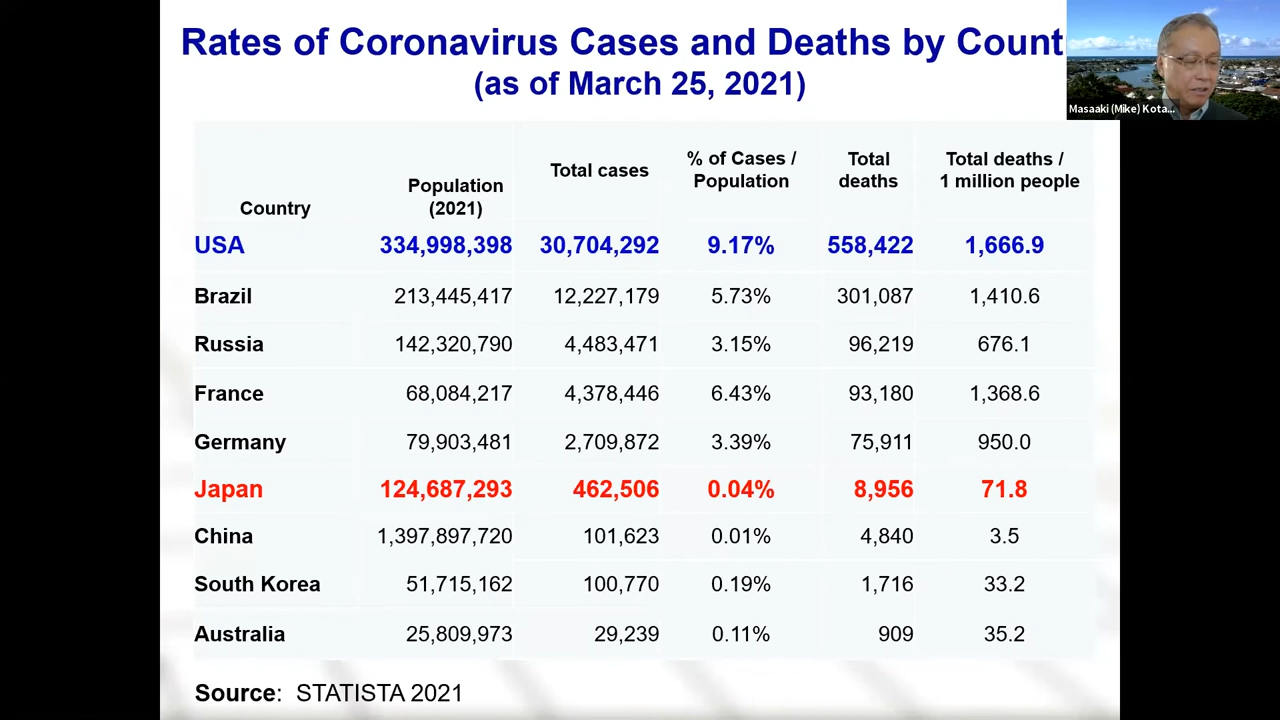 Rates of Coronavirus Cases and Deaths by Count
(as of March 25, 2021)
Masaaki (Mike) Kota...
Country Population (2021) Total cases % of Cases / Population Total deaths Total deaths / 1 million people
USA 334,998,398 30,704,292 9.17% 558,422 1,666.9
Brazil 213,445,417 12,227,179 5.73% 301,087 1,410.6
Russia 142,320,790 4,483,471 3.15% 96,219 676.1
France 68,084,217 4,378,446 6.43% 93,180 1,368.6
Germany 79,903,481 2,709,872 3.39% 75,911 950.0
Japan 124,687,293 462,506 0.04% 8,956 71.8
China 1,397,897,720 101,623 0.01% 4,840 3.5
South Korea 51,715,162 100,770 0.19% 1,716 33.2
Australia 25,809,973 29,239 0.11% 909 35.2
Source: STATISTA 2021